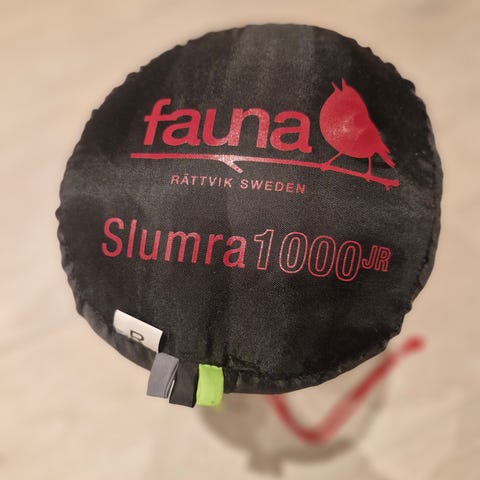 fauna
RÄTTVIK SWEDEN
Slumra1000JR
R